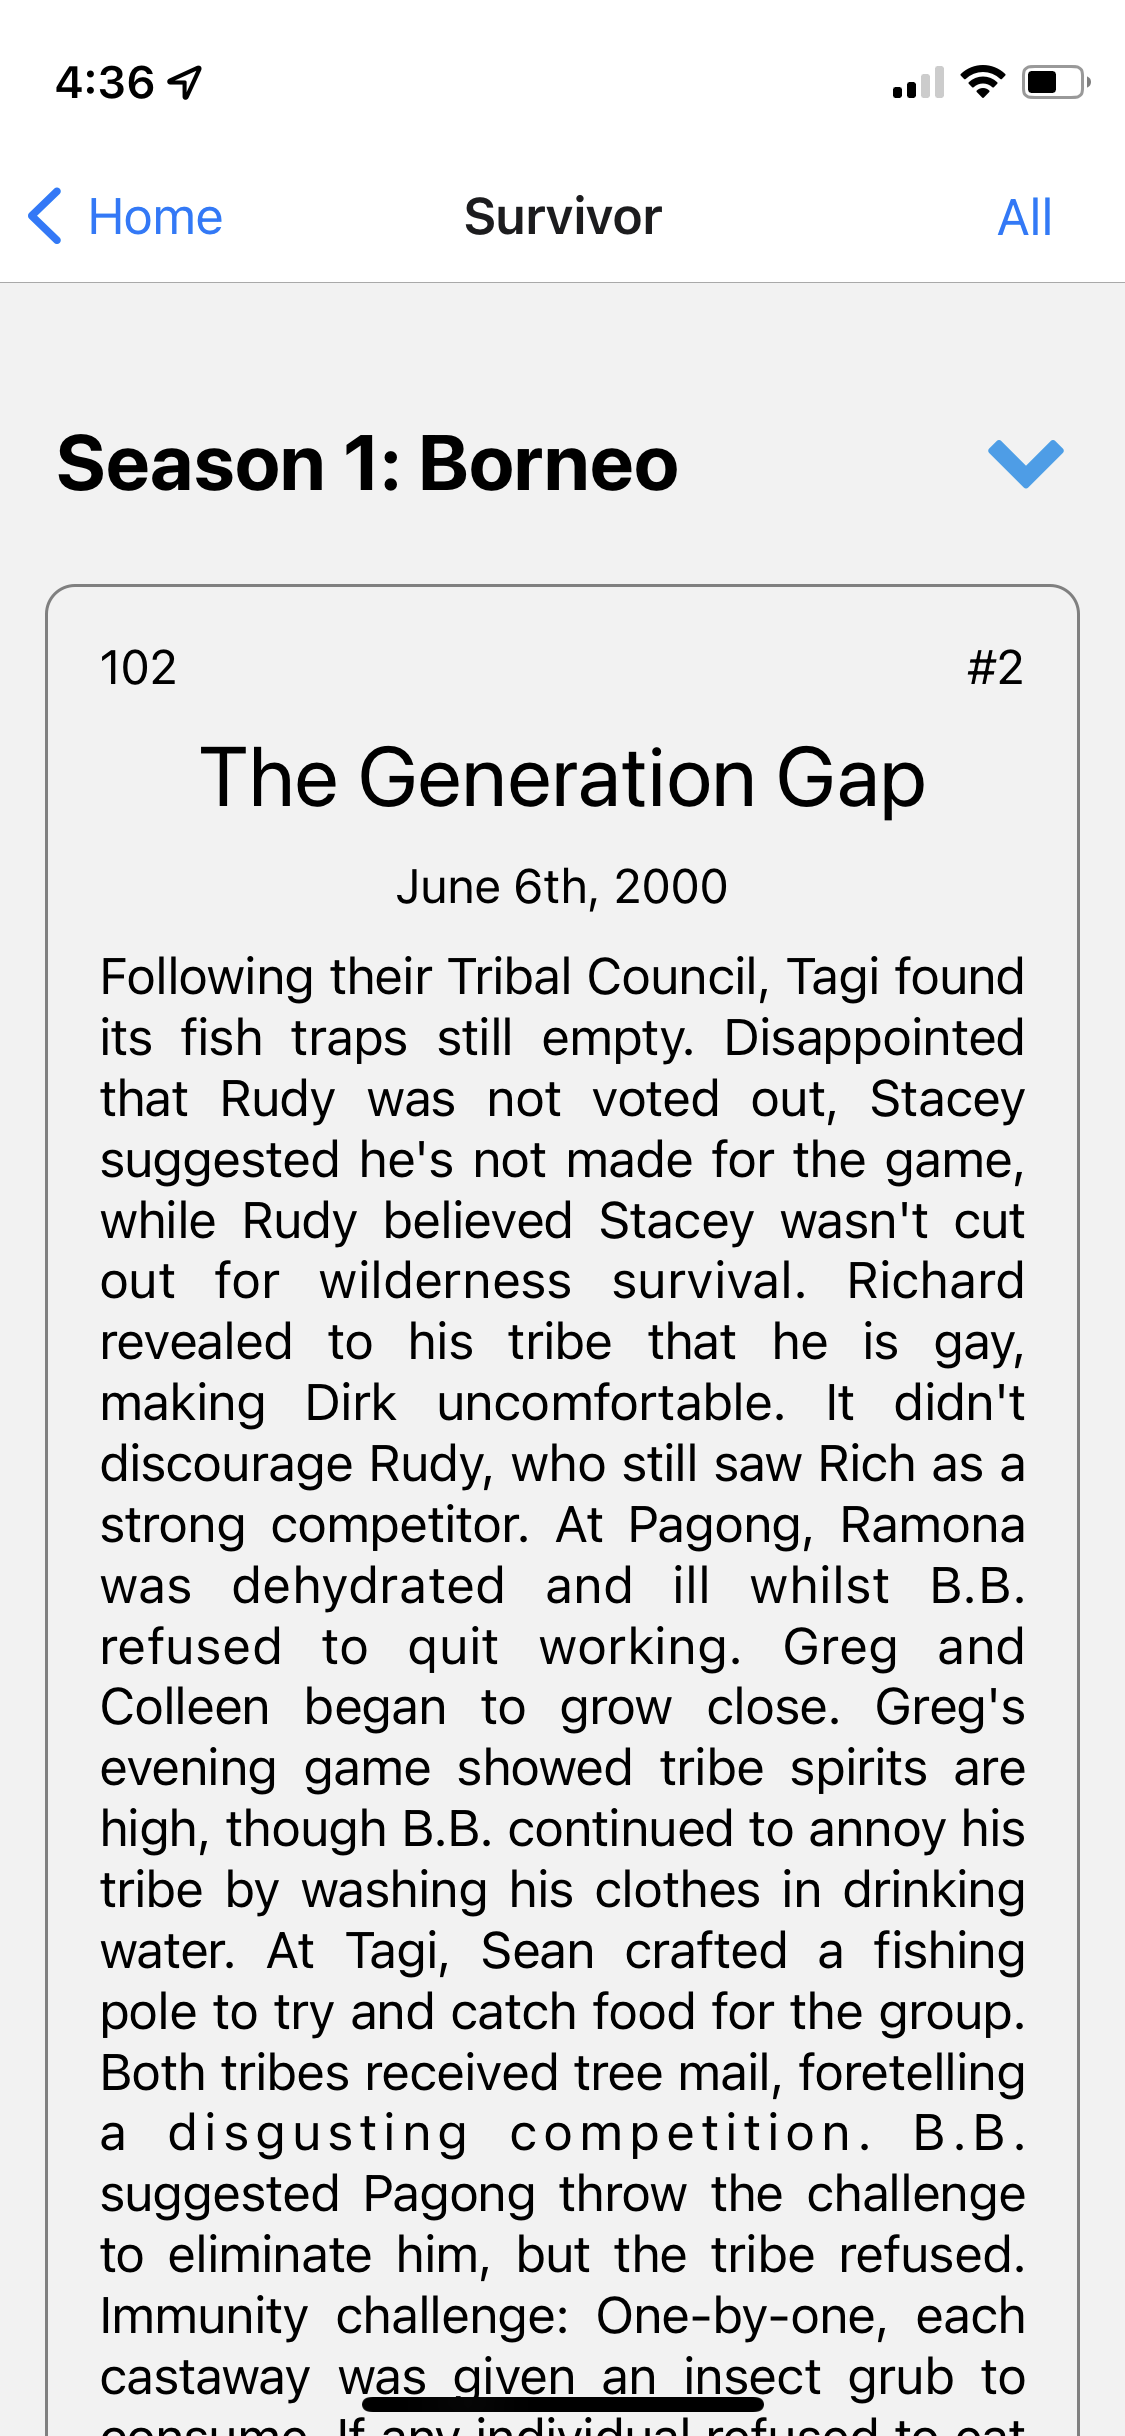 4:36
Home
Survivor
All
Season 1: Borneo
102
#2
The Generation Gap
June 6th, 2000
Following their Tribal Council, Tagi found
its fish traps still empty. Disappointed
that Rudy was not voted out, Stacey
suggested he's not made for the game,
while Rudy believed Stacey wasn't cut
out for wilderness survival. Richard
revealed to his tribe that he is gay,
making Dirk uncomfortable. It didn't
discourage Rudy, who still saw Rich as a
strong competitor. At Pagong, Ramona
was dehydrated and ill whilst B.B.
refused to quit working. Greg and
Colleen began to grow close. Greg's
evening game showed tribe spirits are
high, though B.B. continued to annoy his
tribe by washing his clothes in drinking
water. At Tagi, Sean crafted a fishing
pole to try and catch food for the group.
Both tribes received tree mail, foretelling
a disgusting competition. B.B.
suggested Pagong throw the challenge
to eliminate him, but the tribe refused.
Immunity challenge: One-by-one, each
castaway was given an insect grub to
consume. If any individual refused to eat